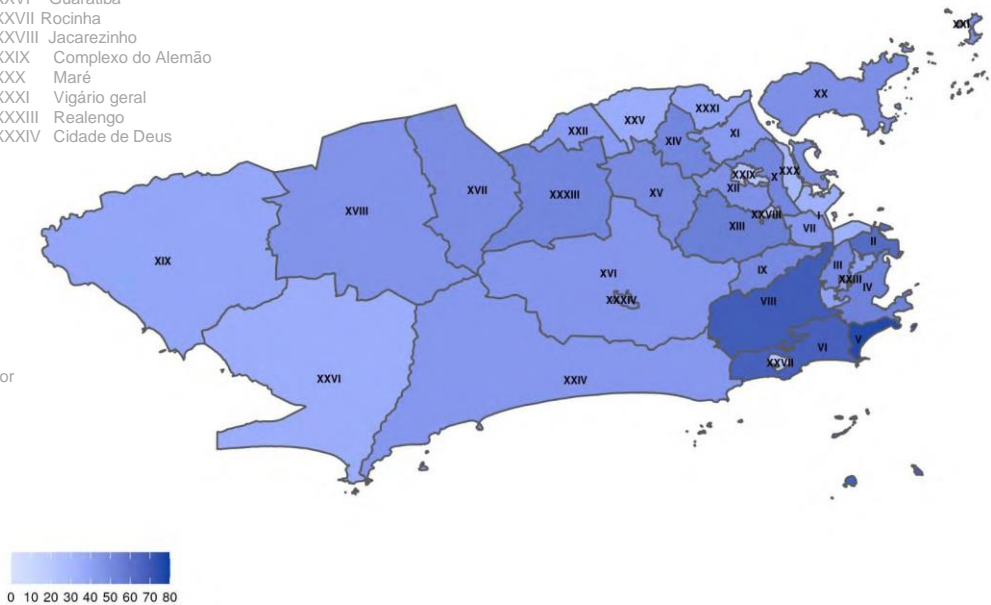 XXVI Guaratiba
XXVII Rocinha
XXVIII Jacarezinho
XXIX Complexo do Alemão
XXX Maré
XXXI Vigário geral
XXXIII Realengo
XXXIV Cidade de Deus
XXI
XX
XXV
XXXI
XXII
XIV
XI
XXIX
X
XXX
XII
XVIII
XVII
XXXIII
XV
XXVIII
XIII
I
VII
II
XIX
XVI
IX
III
XXIII
IV
XXXIV
VIII
V
VI
XXVII
XXVI
XXIV
or
0 10 20 30 40 50 60 70 80